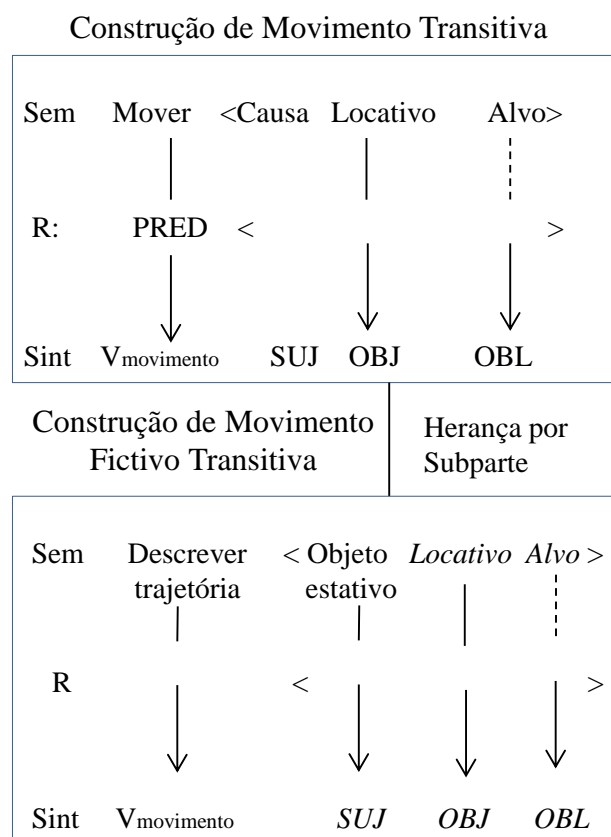 Construção de Movimento Transitiva
Sem Mover <Causa Locativo Alvo>
R: PRED < >
Sint Vmovimento SUJ OBJ OBL
Construção de Movimento
Fictivo Transitiva
Herança por
Subparte
Sem Descrever < Objeto Locativo Alvo >
trajetória estativo
R < >
Sint Vmovimento SUJ OBJ OBL